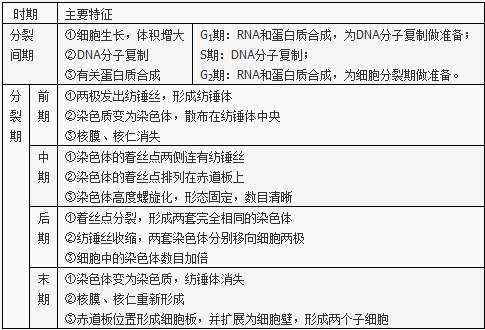 时期 主要特征
分裂间期 ①细胞生长，体积增大 G₁期：RNA和蛋白质合成，为DNA分子复制做准备；
②DNA分子复制 S期：DNA分子复制；
③有关蛋白质合成 G₂期：RNA和蛋白质合成，为细胞分裂期做准备。
分裂期 前期 ①两极发出纺锤丝，形成纺锤体
②染色质变为染色体，散布在纺锤体中央
③核膜、核仁消失
中期 ①染色体的着丝点两侧连有纺锤丝
②染色体的着丝点排列在赤道板上
③染色体高度螺旋化，形态固定，数目清晰
后期 ①着丝点分裂，形成两套完全相同的染色体
②纺锤丝收缩，两套染色体分别移向细胞两极
③细胞中的染色体数目加倍
末期 ①染色体变为染色质，纺锤体消失
②核膜、核仁重新形成
③赤道板位置形成细胞板，并扩展为细胞壁，形成两个子细胞